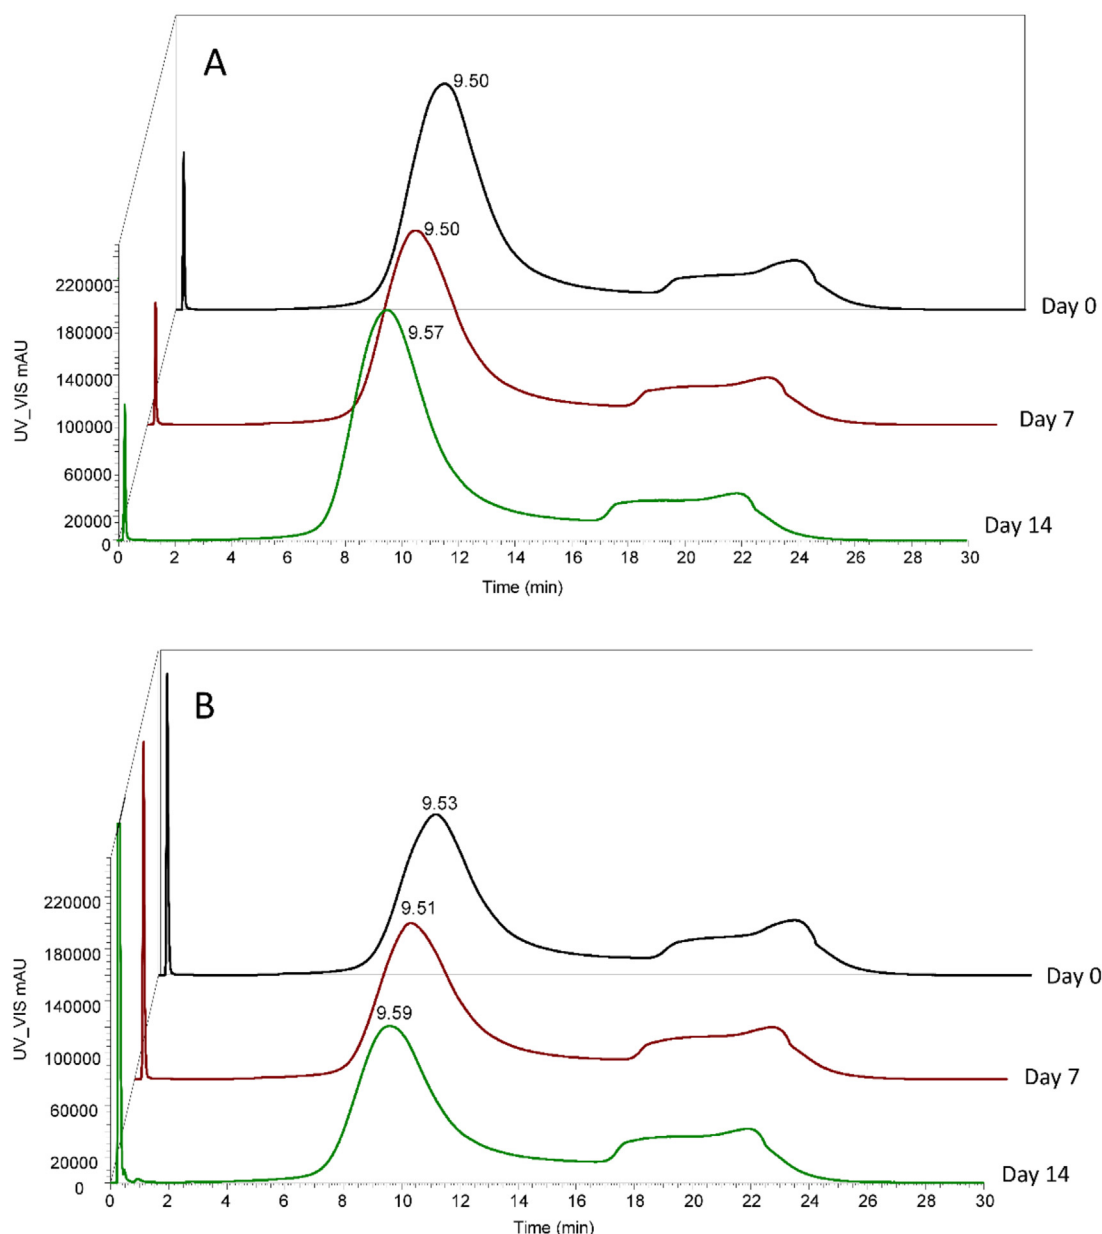 A
9.50
9.50
9.57
Day 0
Day 7
Day 14
UV_VIS mAU
220000
180000
140000
100000
60000
20000
0
0 2 4 6 8 10 12 14 16 18 20 22 24 26 28 30
Time (min)
B
9.53
9.51
9.59
Day 0
Day 7
Day 14
UV_VIS mAU
220000
180000
140000
100000
60000
20000
0
0 2 4 6 8 10 12 14 16 18 20 22 24 26 28 30
Time (min)